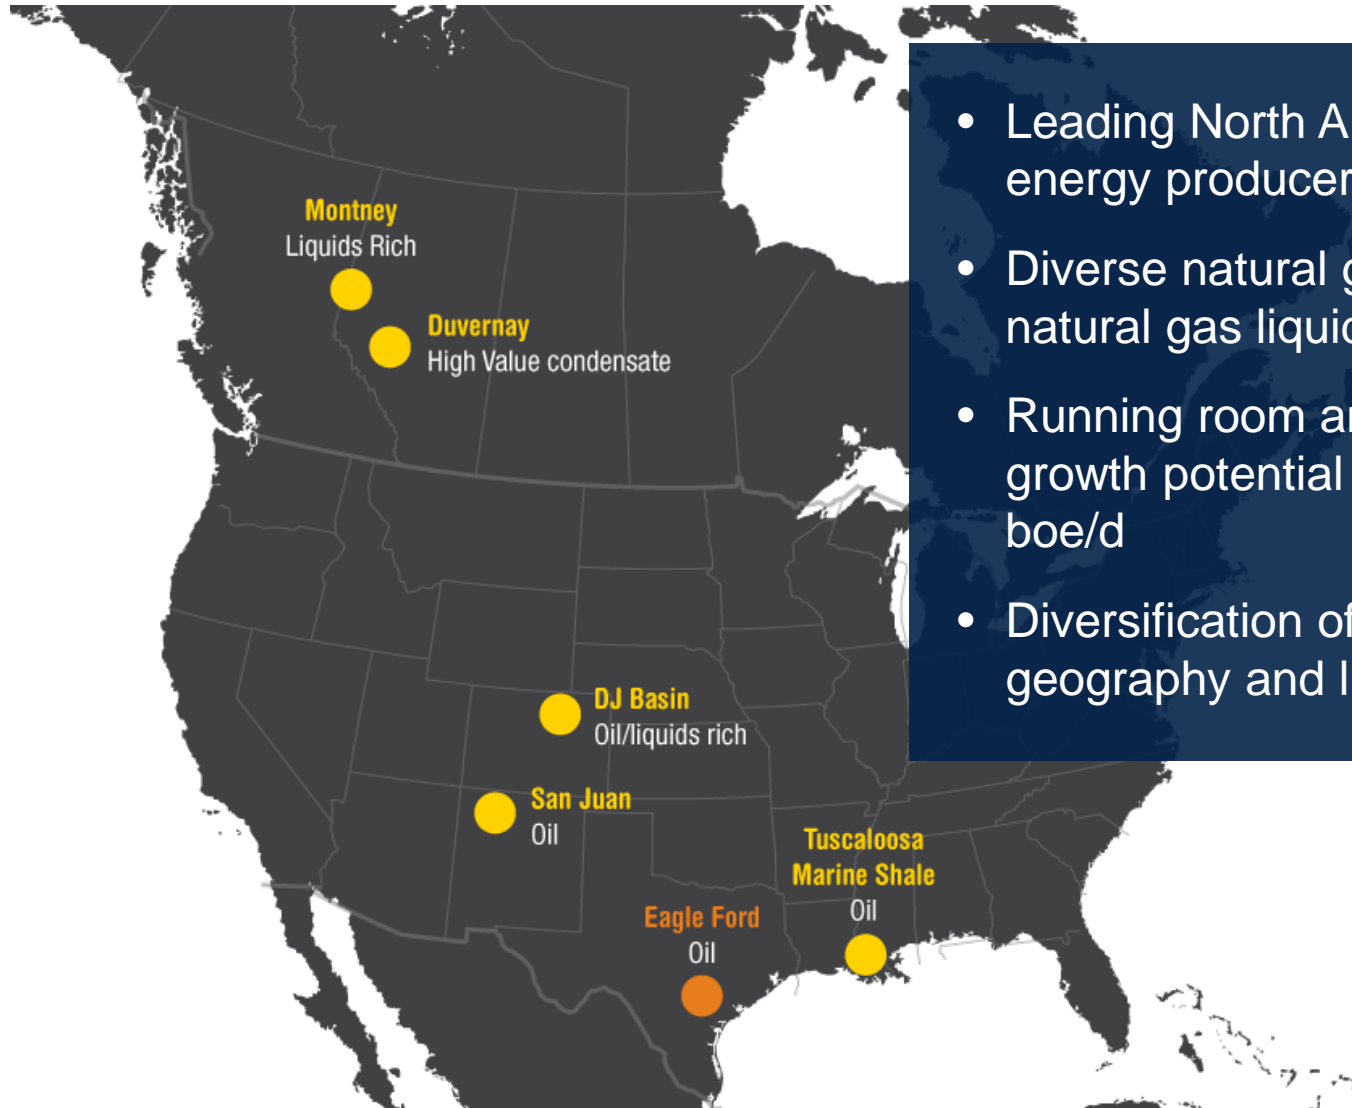 Montney
Liquids Rich
Duvernay
High Value condensate
DJ Basin
Oil/liquids rich
San Juan
Oil
Tuscaloosa
Marine Shale
Oil
Eagle Ford
Oil
• Leading North A
energy producer
• Diverse natural
natural gas
• Running room
growth potential
boe/d
• Diversification of
geography and